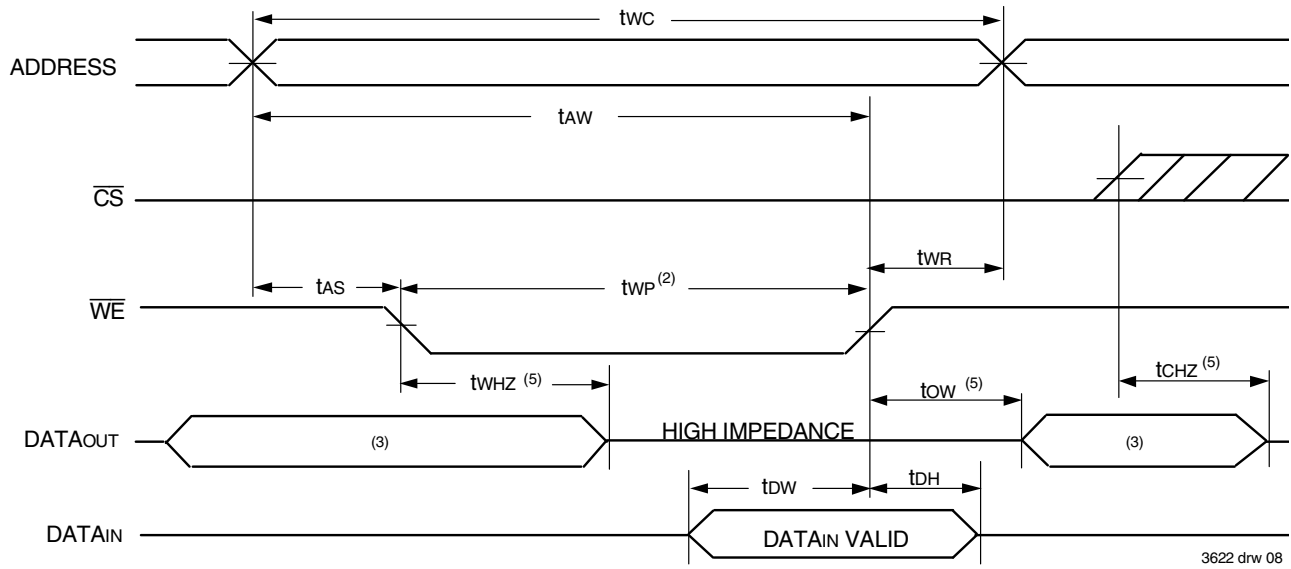 tWC
ADDRESS
tAW
CS
tWR
tAS
tWP (2)
WE
tWHZ (5)
tOW (5)
tCHZ (5)
DATAOUT
(3)
HIGH IMPEDANCE
(3)
tDW
tDH
DATAIN
DATAIN VALID
3622 drw 08